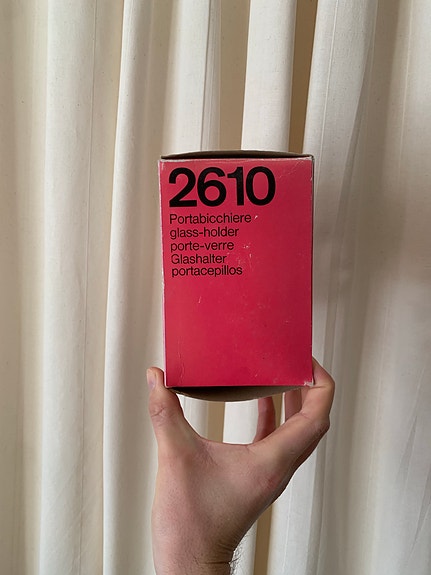 2610
Portabicchiere
glass-holder
porte-verre
Glashalter
portacepillos